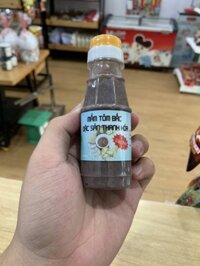 MẮM TÔM BẮC
ĐẶC SẢN THANH HÓA